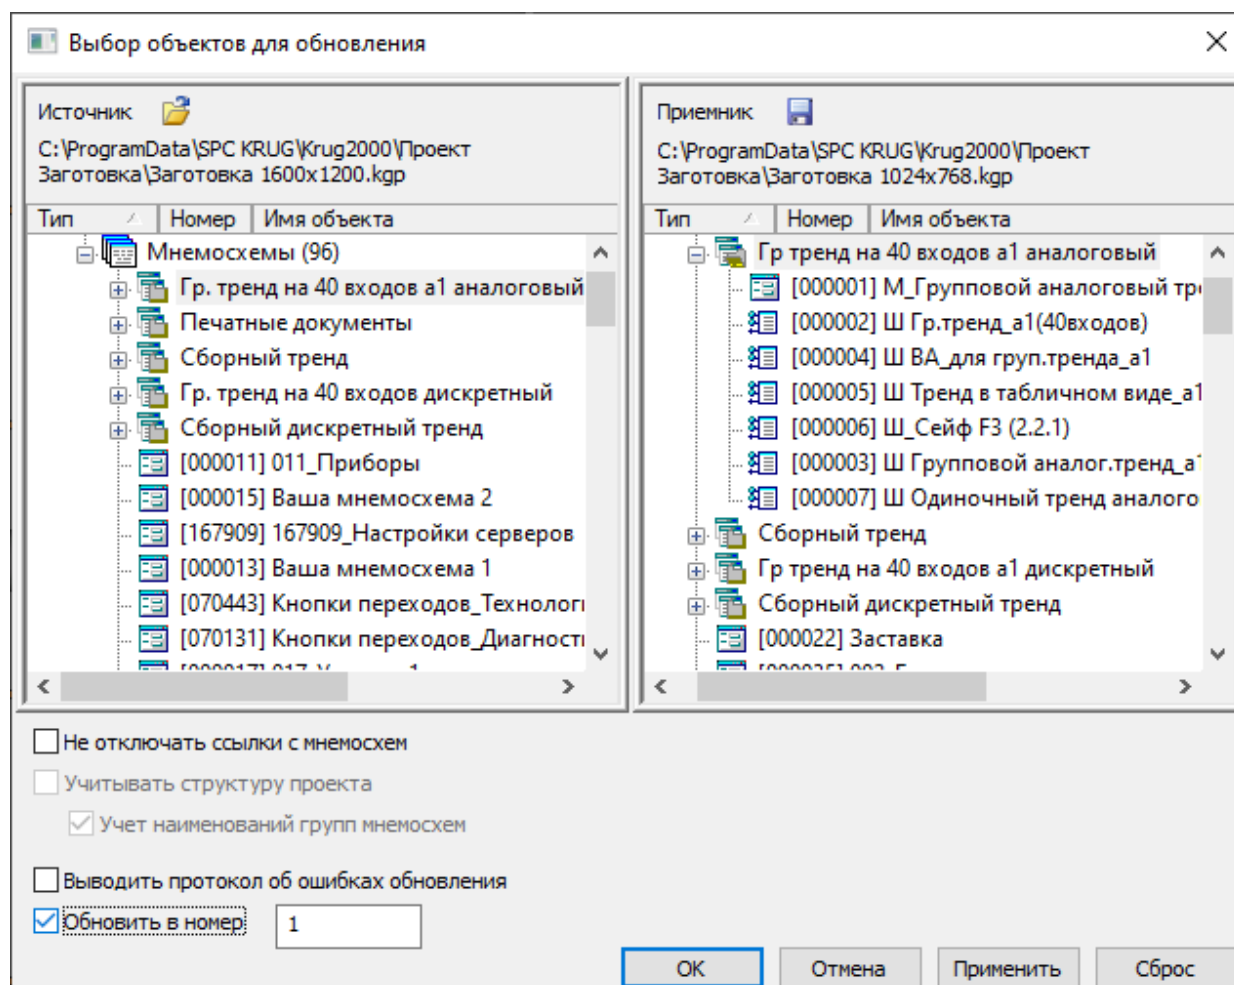 Выбор объектов для обновления
Источник
C:\ProgramData\SPC KRUG\Krug2000\Проект
Заготовка\Заготовка 1600x1200.kgp
Тип Номер Имя объекта
Мнемосхемы (96)
Гр. тренд на 40 входов а1 аналоговый
Печатные документы
Сборный тренд
Гр. тренд на 40 входов дискретный
Сборный дискретный тренд
[000011] 011_Приборы
[000015] Ваша мнемосхема 2
[167909] 167909_Настройки серверов
[000013] Ваша мнемосхема 1
[070443] Кнопки переходов_Технологи
[070131] Кнопки переходов_Диагности
Приемник
C:\ProgramData\SPC KRUG\Krug2000\Проект
Заготовка\Заготовка 1024x768.kgp
Тип Номер Имя объекта
Гр тренд на 40 входов а1 аналоговый
[000001] М_Групповой аналоговый тре
[000002] Ш Гр.тренд_а1(40входов)
[000004] Ш ВА_для груп.тренда_а1
[000005] Ш Тренд в табличном виде_а1
[000006] Ш_Сейф F3 (2.2.1)
[000003] Ш Групповой аналог.тренд_а1
[000007] Ш Одиночный тренд аналого
Сборный тренд
Гр тренд на 40 входов а1 дискретный
Сборный дискретный тренд
[000022] Заставка
Не отключать ссылки с мнемосхем
Учитывать структуру проекта
Учет наименований групп мнемосхем
Выводить протокол об ошибках обновления
Обновить в номер 1
OK Отмена Применить Сброс